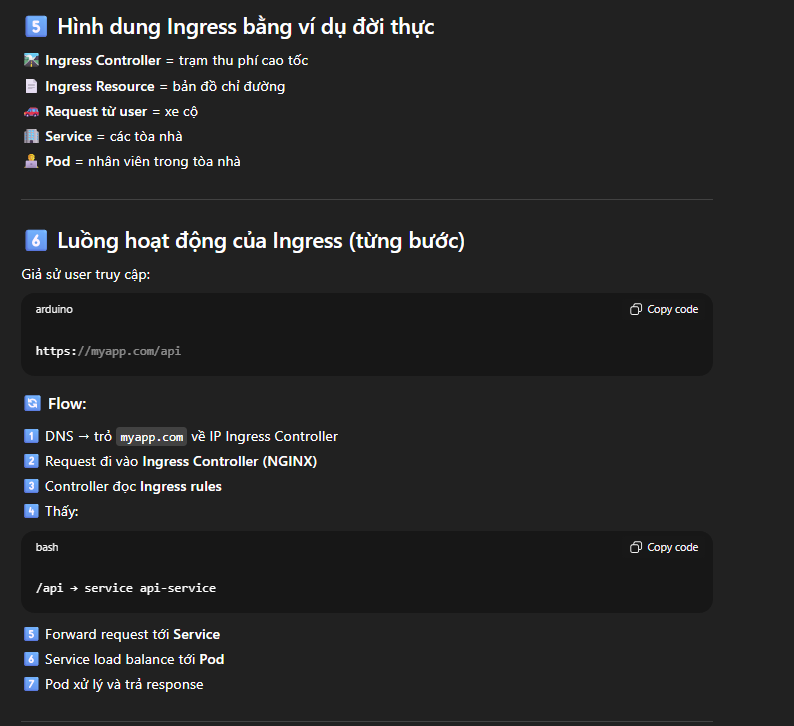 5 Hình dung Ingress bằng ví dụ đời thực
Ingress Controller = trạm thu phí cao tốc
Ingress Resource = bản đồ chỉ đường
Request từ user = xe cộ
Service = các tòa nhà
Pod = nhân viên trong tòa nhà
6 Luồng hoạt động của Ingress (từng bước)
Giả sử user truy cập:
arduino Copy code
https://myapp.com/api
Flow:
1 DNS → trỏ myapp.com về IP Ingress Controller
2 Request đi vào Ingress Controller (NGINX)
3 Controller đọc Ingress rules
4 Thấy:
bash Copy code
/api → service api-service
5 Forward request tới Service
6 Service load balance tới Pod
7 Pod xử lý và trả response